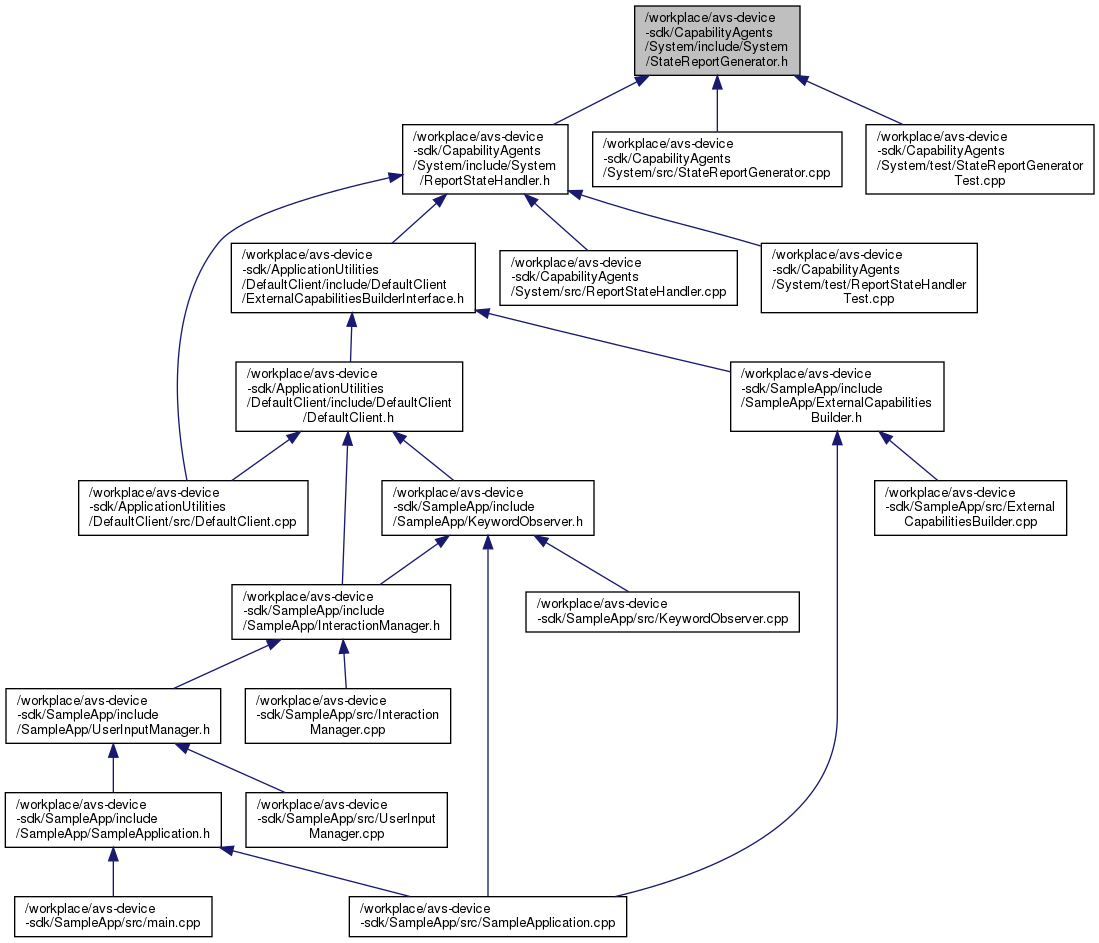 /workplace/avs-device
-sdk/CapabilityAgents
/System/include/System
/StateReportGenerator.h
/workplace/avs-device
-sdk/CapabilityAgents
/System/include/System
/ReportStateHandler.h
/workplace/avs-device
-sdk/CapabilityAgents
/System/src/StateReportGenerator.cpp
/workplace/avs-device
-sdk/CapabilityAgents
/System/test/StateReportGenerator
Test.cpp
/workplace/avs-device
-sdk/ApplicationUtilities
/DefaultClient/include/DefaultClient
/ExternalCapabilitiesBuilderInterface.h
/workplace/avs-device
-sdk/CapabilityAgents
/System/src/ReportStateHandler.cpp
/workplace/avs-device
-sdk/CapabilityAgents
/System/test/ReportStateHandler
Test.cpp
/workplace/avs-device
-sdk/ApplicationUtilities
/DefaultClient/include/DefaultClient
/DefaultClient.h
/workplace/avs-device
-sdk/SampleApp/include
/SampleApp/ExternalCapabilities
Builder.h
/workplace/avs-device
-sdk/ApplicationUtilities
/DefaultClient/src/DefaultClient.cpp
/workplace/avs-device
-sdk/SampleApp/include
/SampleApp/KeywordObserver.h
/workplace/avs-device
-sdk/SampleApp/src/External
CapabilitiesBuilder.cpp
/workplace/avs-device
-sdk/SampleApp/include
/SampleApp/InteractionManager.h
/workplace/avs-device
-sdk/SampleApp/src/KeywordObserver.cpp
/workplace/avs-device
-sdk/SampleApp/include
/SampleApp/UserInputManager.h
/workplace/avs-device
-sdk/SampleApp/src/Interaction
Manager.cpp
/workplace/avs-device
-sdk/SampleApp/include
/SampleApp/SampleApplication.h
/workplace/avs-device
-sdk/SampleApp/src/UserInput
Manager.cpp
/workplace/avs-device
-sdk/SampleApp/src/main.cpp
/workplace/avs-device
-sdk/SampleApp/src/SampleApplication.cpp